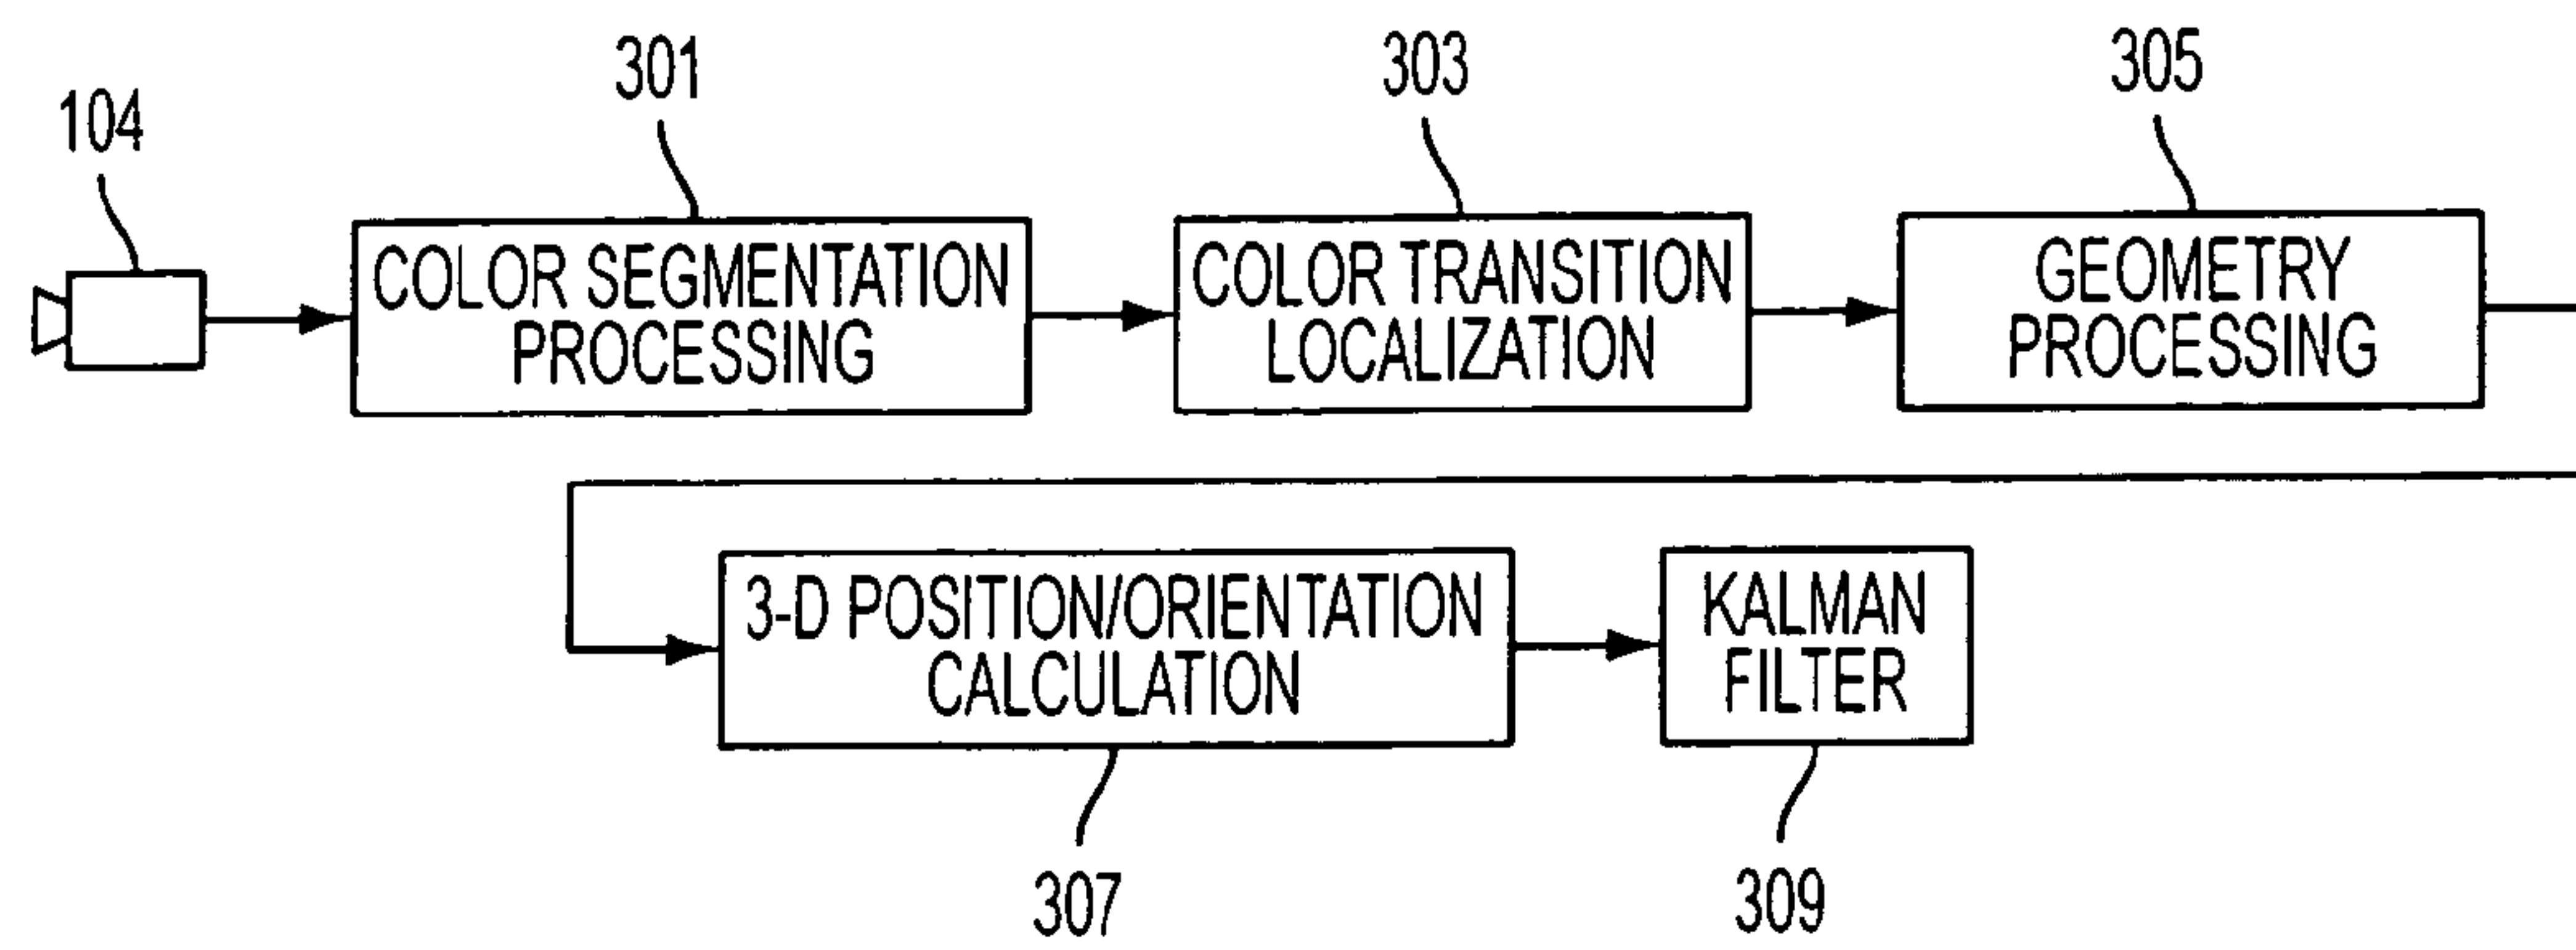 104
301
303
305
COLOR SEGMENTATION
PROCESSING
COLOR TRANSITION
LOCALIZATION
GEOMETRY
PROCESSING
3-D POSITION/ORIENTATION
CALCULATION
KALMAN
FILTER
307
309